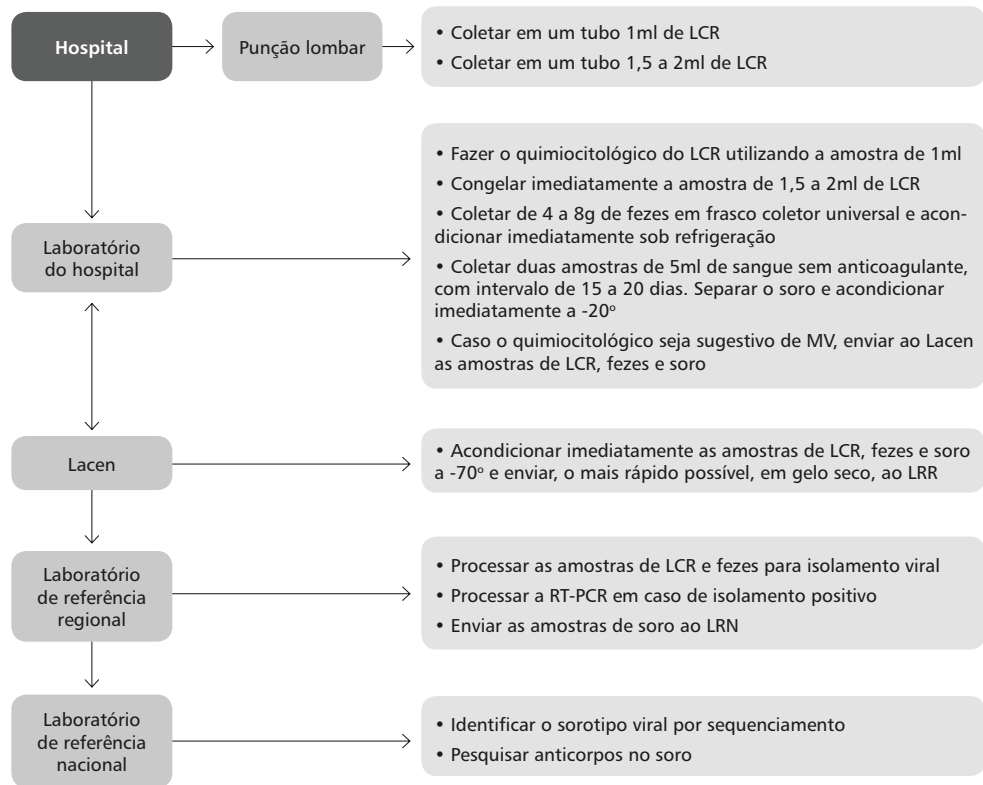 Hospital
Punção lombar
• Coletar em um tubo 1ml de LCR
• Coletar em um tubo 1,5 a 2ml de LCR
Laboratório
do hospital
• Fazer o quimiocitológico do LCR utilizando a amostra de 1ml
• Congelar imediatamente a amostra de 1,5 a 2ml de LCR
• Coletar de 4 a 8g de fezes em frasco coletor universal e acon-
dicionar imediatamente sob refrigeração
• Coletar duas amostras de 5ml de sangue sem anticoagulante,
com intervalo de 15 a 20 dias. Separar o soro e acondicionar
imediatamente a -20º
• Caso o quimiocitológico seja sugestivo de MV, enviar ao Lacen
as amostras de LCR, fezes e soro
Lacen
• Acondicionar imediatamente as amostras de LCR, fezes e soro
a -70º e enviar, o mais rápido possível, em gelo seco, ao LRR
Laboratório
de referência
regional
• Processar as amostras de LCR e fezes para isolamento viral
• Processar a RT-PCR em caso de isolamento positivo
• Enviar as amostras de soro ao LRN
Laboratório
de referência
nacional
• Identificar o sorotipo viral por sequenciamento
• Pesquisar anticorpos no soro